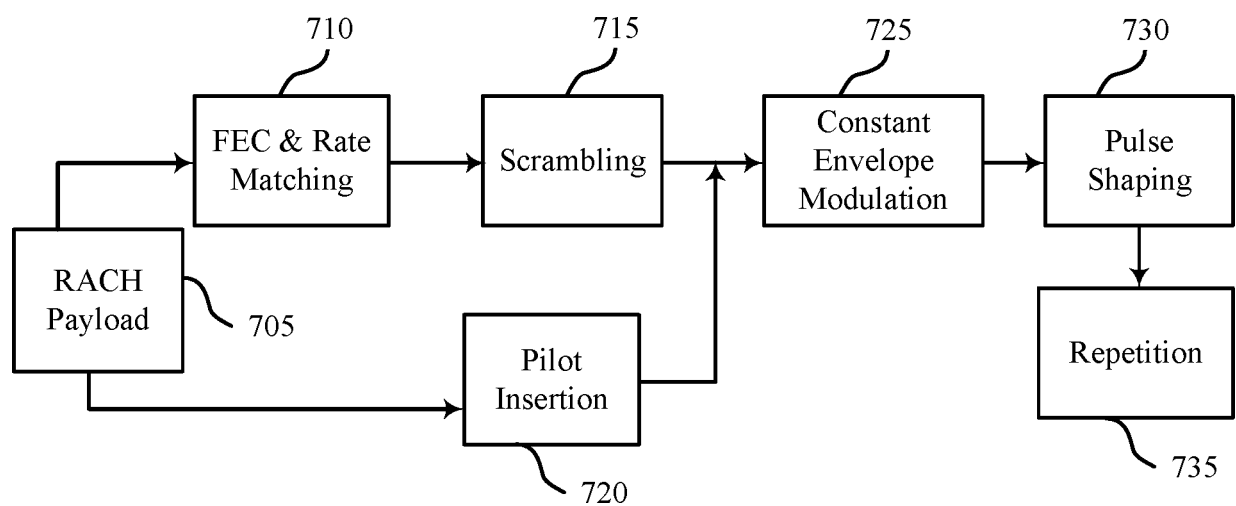 710
715
725
730
FEC & Rate
Matching
Scrambling
Constant
Envelope
Modulation
Pulse
Shaping
RACH
Payload
705
Pilot
Insertion
720
Repetition
735